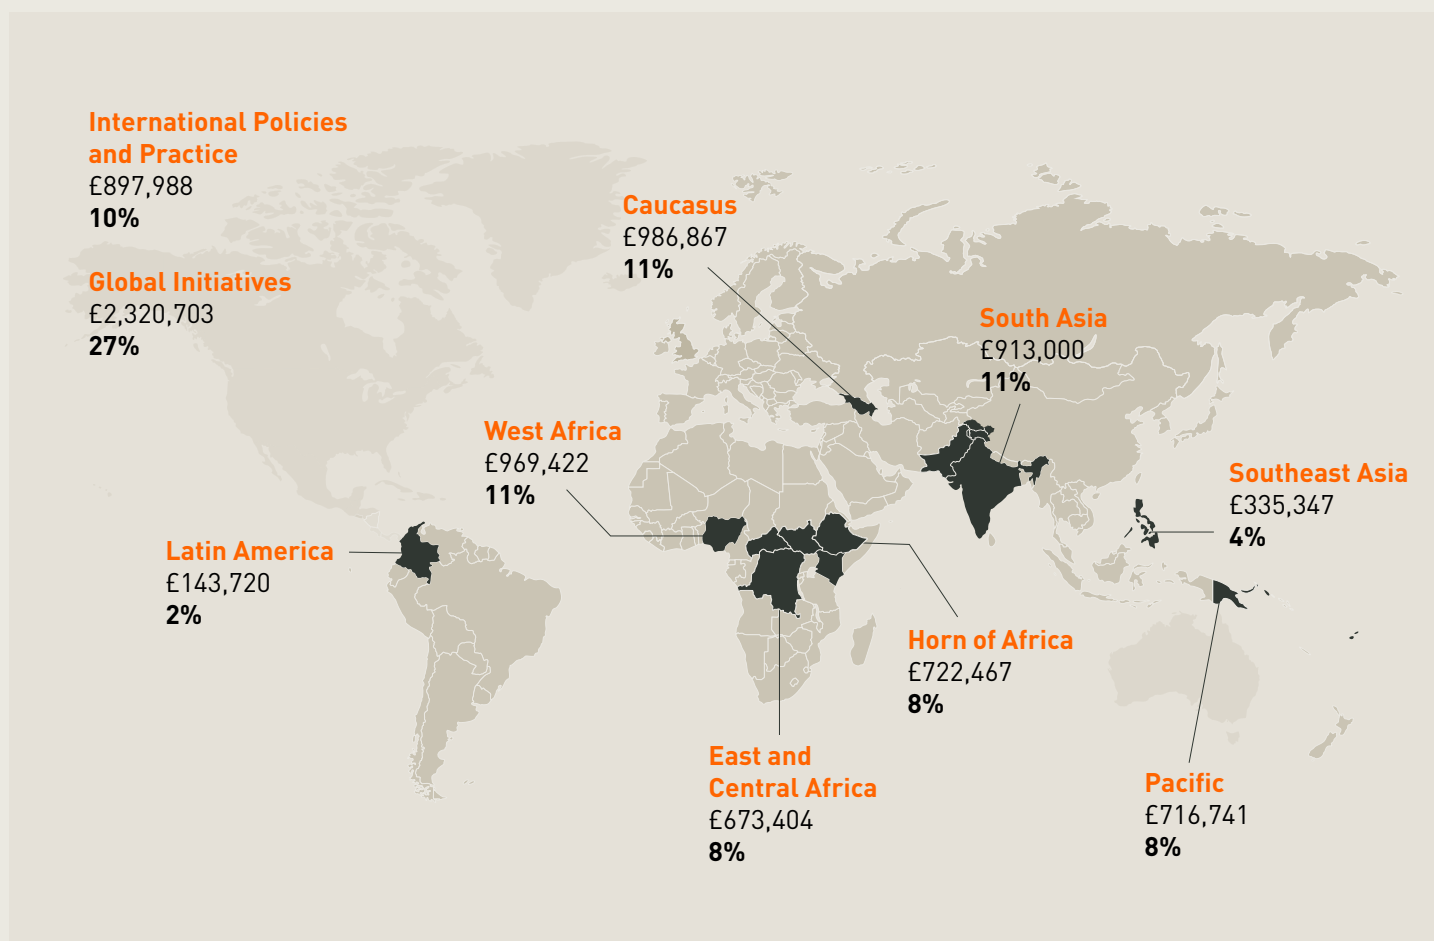 International Policies
and Practice
£897,988
10%
Global Initiatives
£2,320,703
27%
Caucasus
£986,867
11%
South Asia
£913,000
11%
West Africa
£969,422
11%
Southeast Asia
£335,347
4%
Latin America
£143,720
2%
Horn of Africa
£722,467
8%
East and
Central Africa
£673,404
8%
Pacific
£716,741
8%